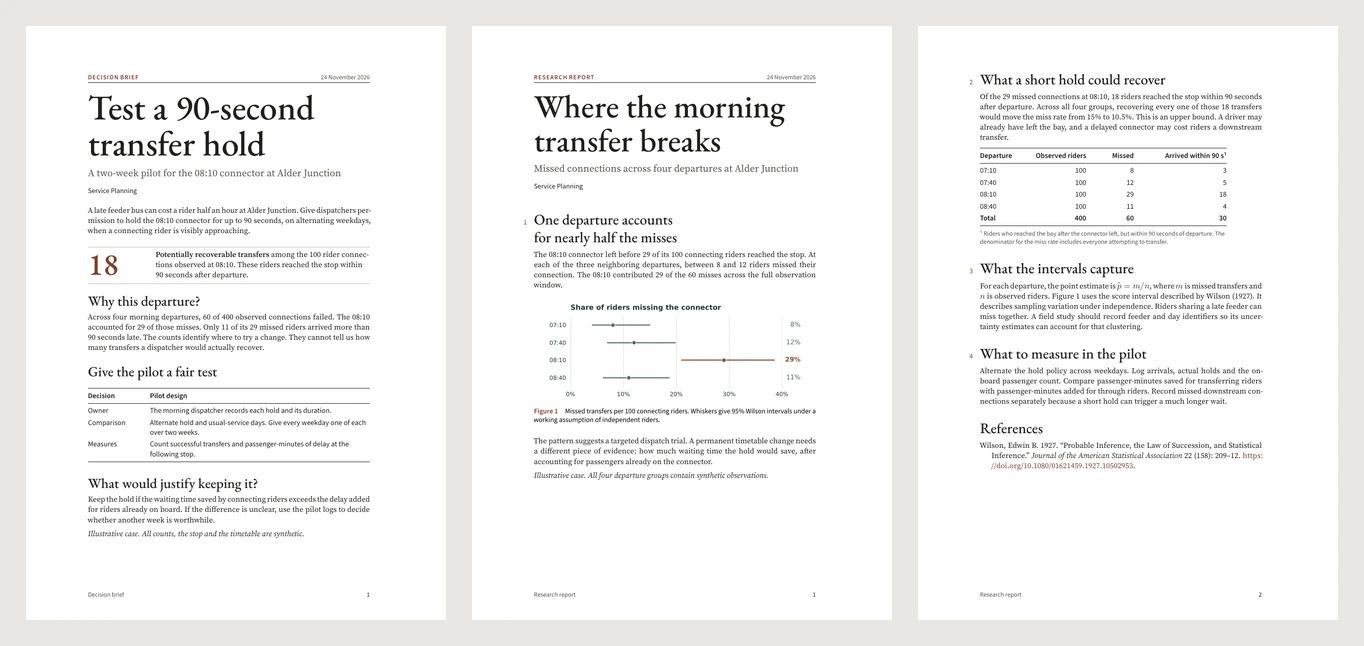 DECISION BRIEF
24 November 2026
Test a 90-second
transfer hold
A two-week pilot for the 08:10 connector at Alder Junction
Service Planning
A late feeder bus can cost a rider half an hour at Alder Junction. Give dispatchers per-
mission to hold the 08:10 connector for up to 90 seconds, on alternating weekdays,
when a connecting rider is visibly approaching.
18
Potentially recoverable transfers among the 100 rider connec-
tions observed at 08:10. These riders reached the stop within
90 seconds after departure.
Why this departure?
Across four morning departures, 60 of 400 observed connections failed. The 08:10
accounted for 29 of those misses. Only 11 of its 29 missed riders arrived more than
90 seconds late. The counts identify where to try a change. They cannot tell us how
many transfers a dispatcher would actually recover.
Give the pilot a fair test
Decision Pilot design
Owner The morning dispatcher records each hold and its duration.
Comparison Alternate hold and usual-service days. Give every weekday one of each
over two weeks.
Measures Count successful transfers and passenger-minutes of delay at the
following stop.
What would justify keeping it?
Keep the hold if the waiting time saved by connecting riders exceeds the delay added
for riders already on board. If the difference is unclear, use the pilot logs to decide
whether another week is worthwhile.
Illustrative case. All counts, the stop and the timetable are synthetic.
Decision brief 1
RESEARCH REPORT
24 November 2026
Where the morning
transfer breaks
Missed connections across four departures at Alder Junction
Service Planning
1 One departure accounts
for nearly half the misses
The 08:10 connector left before 29 of its 100 connecting riders reached the stop. At
each of the three neighboring departures, between 8 and 12 riders missed their
connection. The 08:10 contributed 29 of the 60 misses across the full observation
window.
Share of riders missing the connector
07:10 8%
07:40 12%
08:10 29%
08:40 11%
0% 10% 20% 30% 40%
Figure 1 Missed transfers per 100 connecting riders. Whiskers give 95% Wilson intervals under a
working assumption of independent riders.
The pattern suggests a targeted dispatch trial. A permanent timetable change needs
a different piece of evidence: how much waiting time the hold would save, after
accounting for passengers already on the connector.
Illustrative case. All four departure groups contain synthetic observations.
Research report 1
2 What a short hold could recover
Of the 29 missed connections at 08:10, 18 riders reached the stop within 90 seconds
after departure. Across all four groups, recovering every one of those 18 transfers
would move the miss rate from 15% to 10.5%. This is an upper bound. A driver may
already have left the bay, and a delayed connector may cost riders a downstream
transfer.
Departure Observed riders Missed Arrived within 90 s¹
07:10 100 8 3
07:40 100 12 5
08:10 100 29 18
08:40 100 11 4
Total 400 60 30
¹ Riders who reached the bay after the connector left, but within 90 seconds of departure. The
denominator for the miss rate includes everyone attempting to transfer.
3 What the intervals capture
For each departure, the point estimate is p̂ = m/n, where m is missed transfers and
n is observed riders. Figure 1 uses the score interval described by Wilson (1927). It
describes sampling variation under independence. Riders sharing a late feeder can
miss together. A field study should record feeder and day identifiers so its uncer-
tainty estimates can account for that clustering.
4 What to measure in the pilot
Alternate the hold policy across weekdays. Log arrivals, actual holds and the on-
board passenger count. Compare passenger-minutes saved for transferring riders
with passenger-minutes added for through riders. Record missed downstream con-
nections separately because a short hold can trigger a much longer wait.
References
Wilson, Edwin B. 1927. “Probable Inference, the Law of Succession, and Statistical
Inference.” Journal of the American Statistical Association 22 (158): 209–12. https:
//doi.org/10.1080/01621459.1927.10502953.
Research report 2